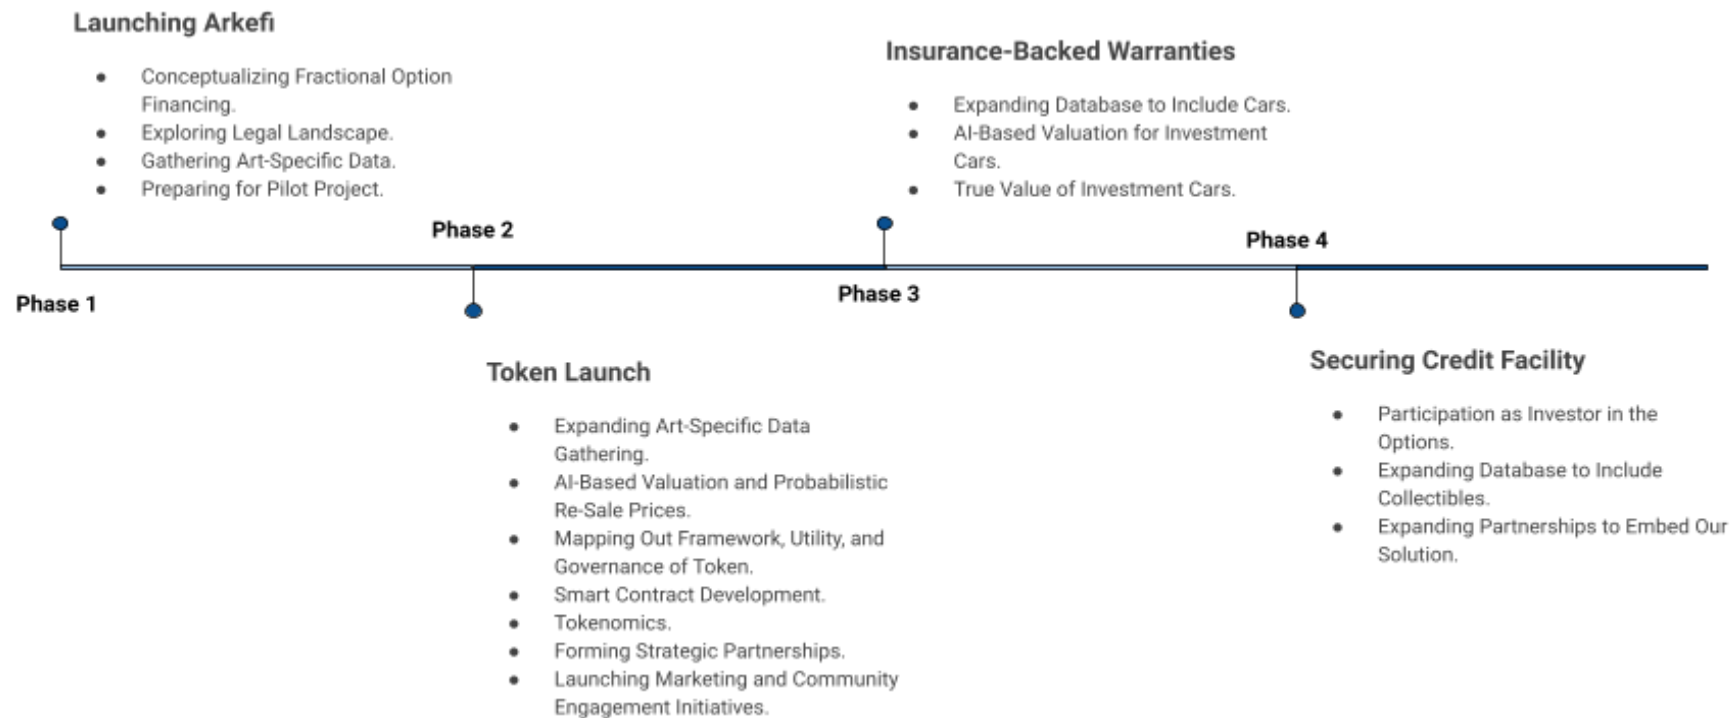 Launching Arkefi
● Conceptualizing Fractional Option
Financing.
● Exploring Legal Landscape.
● Gathering Art-Specific Data.
● Preparing for Pilot Project.
Phase 1
Phase 2
Token Launch
● Expanding Art-Specific Data
Gathering.
● AI-Based Valuation and Probabilistic
Re-Sale Prices.
● Mapping Out Framework, Utility, and
Governance of Token.
● Smart Contract Development.
● Tokenomics.
● Forming Strategic Partnerships.
● Launching Marketing and Community
Engagement Initiatives.
Insurance-Backed Warranties
● Expanding Database to Include Cars.
● AI-Based Valuation for Investment
Cars.
● True Value of Investment Cars.
Phase 3
Phase 4
Securing Credit Facility
● Participation as Investor in the
Options.
● Expanding Database to Include
Collectibles.
● Expanding Partnerships to Embed Our
Solution.